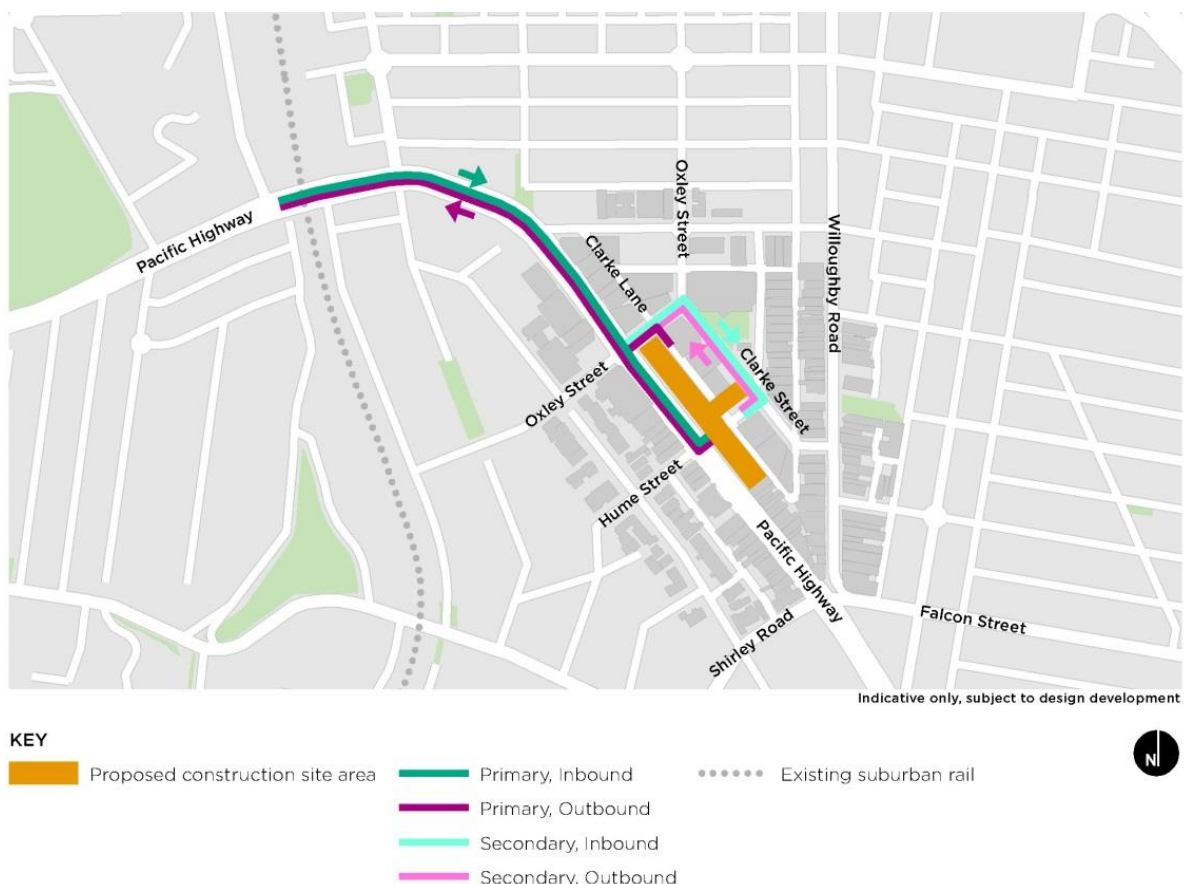 Oxley Street
Pacific Highway
Clarke Lane
Willoughby Road
Clarke Street
Oxley Street
Hume Street
Pacific Highway
Falcon Street
Shirley Road
Indicative only, subject to design development
KEY
N
Proposed construction site area
Primary, Inbound
Existing suburban rail
Primary, Outbound
Secondary, Inbound
Secondary, Outbound